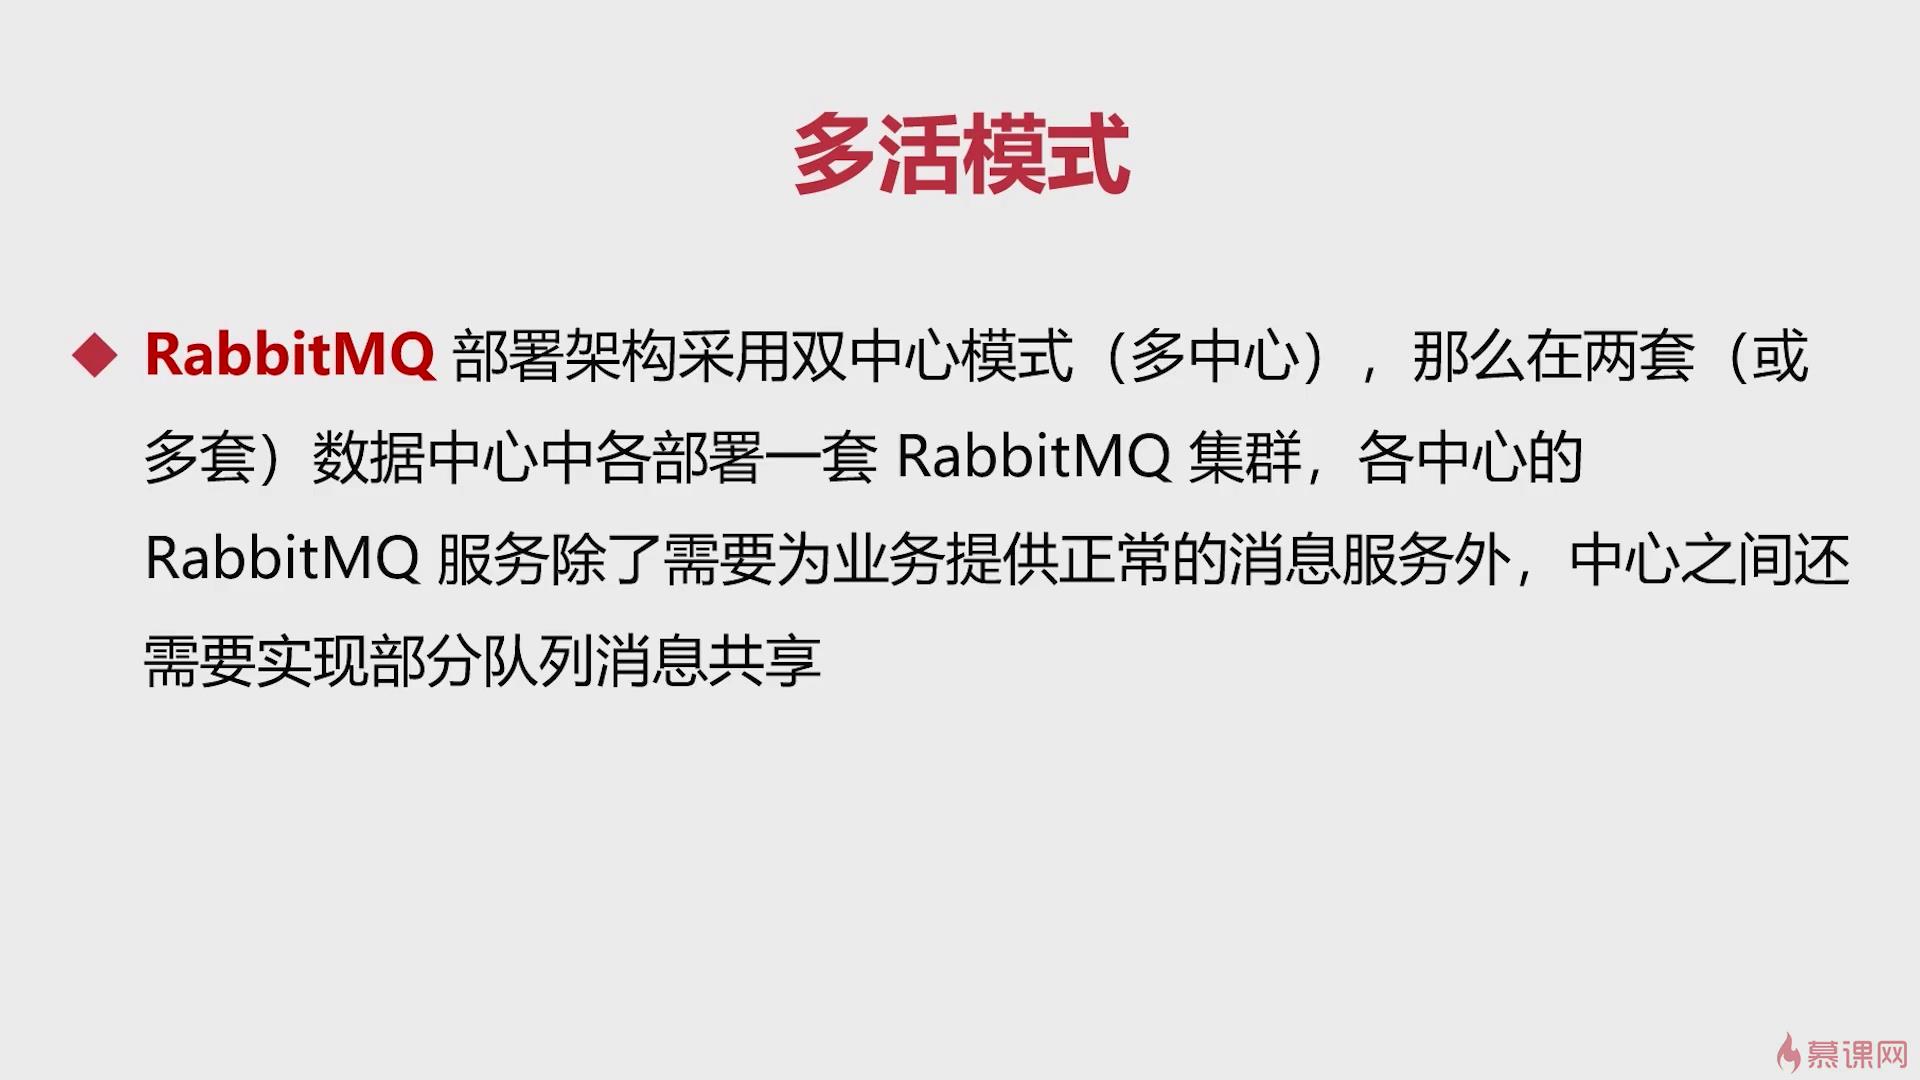 多活模式
RabbitMQ 部署架构采用双中心模式（多中心），那么在两套（或
多套）数据中心中各部署一套 RabbitMQ 集群，各中心的
RabbitMQ 服务除了需要为业务提供正常的消息服务外，中心之间还
需要实现部分队列消息共享
慕课网